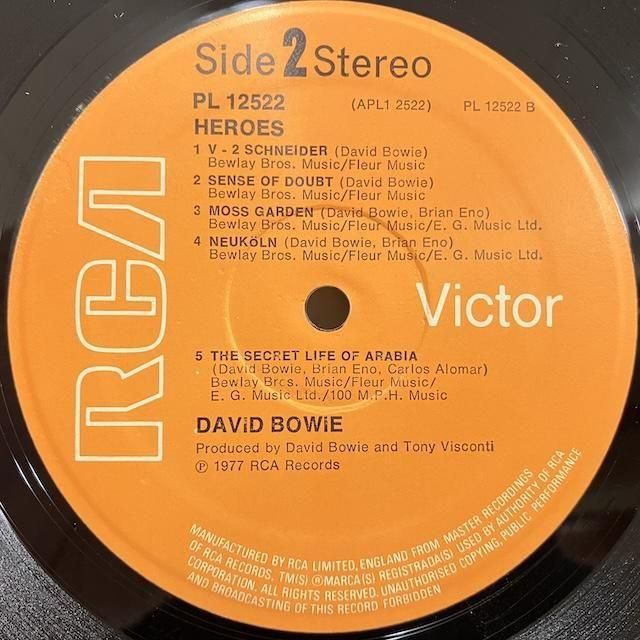 Side 2 Stereo
PL 12522 (APL1 2522) PL 12522 B
HEROES
1 V-2 SCHNEIDER (David Bowie)
Bewlay Bros. Music/Fleur Music
2 SENSE OF DOUBT (David Bowie)
Bewlay Bros. Music/Fleur Music
3 MOSS GARDEN (David Bowie, Brian Eno)
Bewlay Bros. Music/Fleur Music/E. G. Music Ltd.
4 NEUKöLN (David Bowie, Brian Eno)
Bewlay Bros. Music/Fleur Music/E. G. Music Ltd.
RCA
Victor
5 THE SECRET LIFE OF ARABIA
(David Bowie, Brian Eno, Carlos Alomar)
Bewlay Bros. Music/Fleur Music/
E. G. Music Ltd./100 M.P.H. Music
DAViD BOWiE
Produced by David Bowie and Tony Visconti
℗ 1977 RCA Records
MANUFACTURED BY RCA LIMITED, ENGLAND FROM MASTER RECORDINGS
OF RCA RECORDS. TM(S) ® MARCA(S) REGISTRADA(S) USED BY AUTHORITY OF RCA
CORPORATION. ALL RIGHTS RESERVED. UNAUTHORISED COPYING, PUBLIC PERFORMANCE
AND BROADCASTING OF THIS RECORD FORBIDDEN